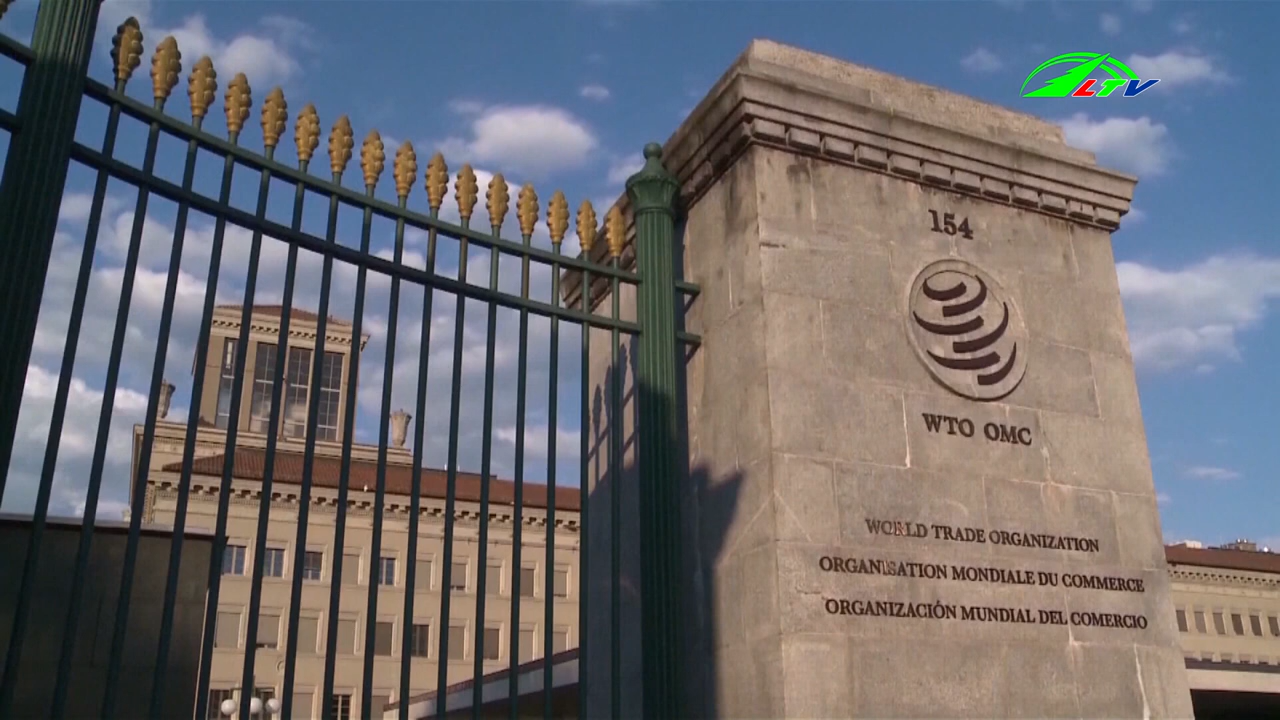 LTV
154
WTO OMC
WORLD TRADE ORGANIZATION
ORGANISATION MONDIALE DU COMMERCE
ORGANIZACIÓN MUNDIAL DEL COMERCIO